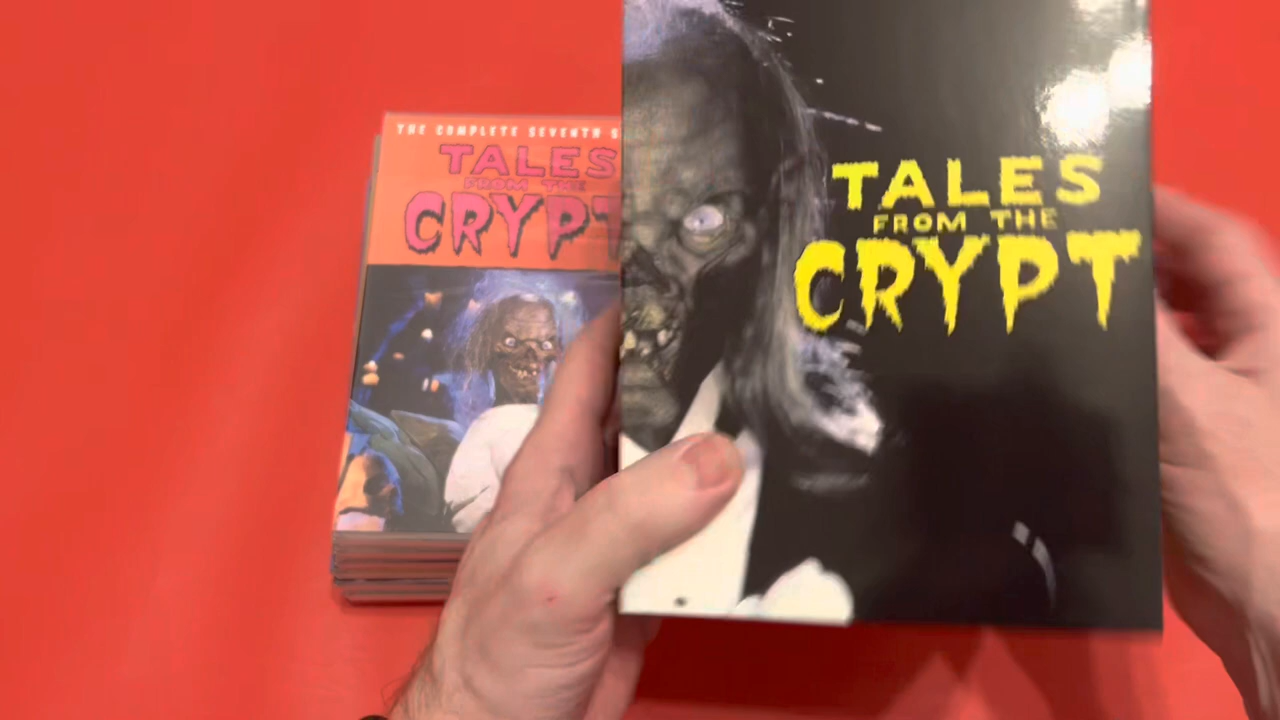 THE COMPLETE SEVENTH
TALES
FROM THE
CRYPT
TALES
FROM THE
CRYPT